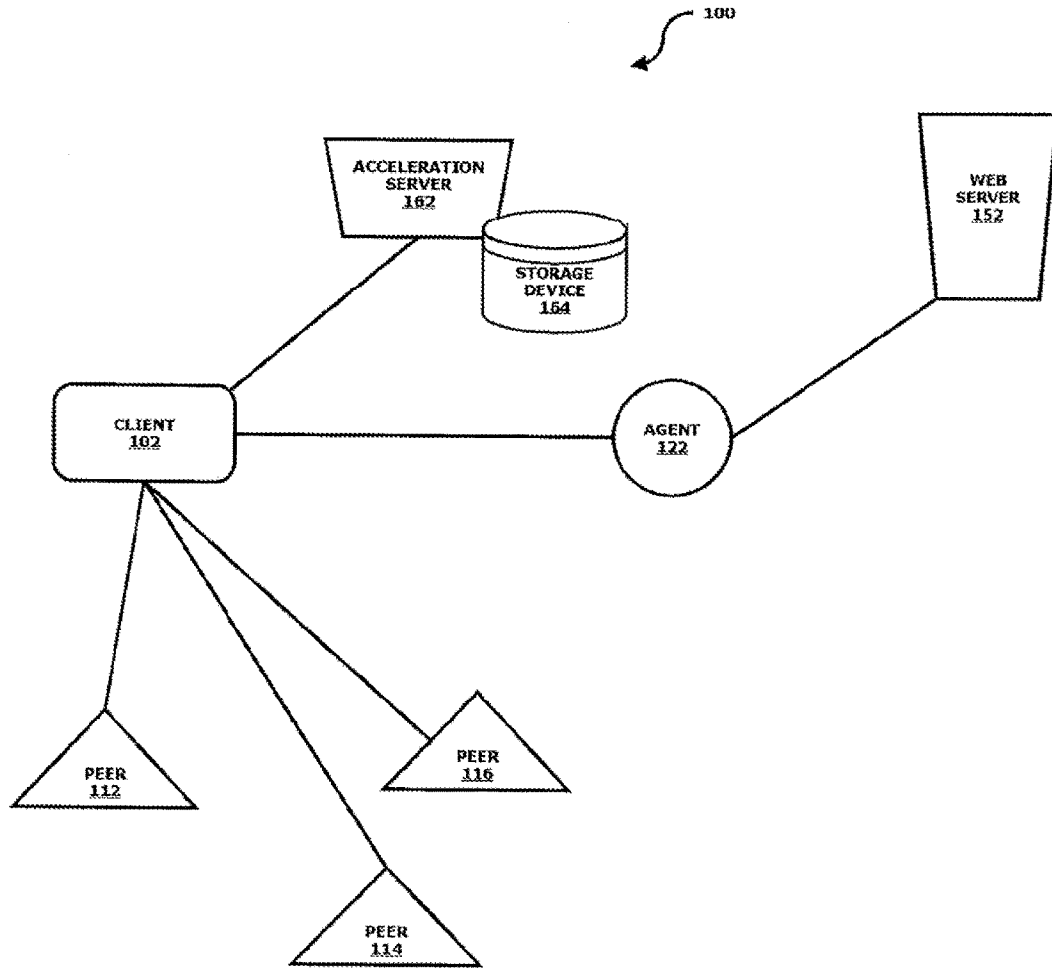 100
ACCELERATION
SERVER
162
STORAGE
DEVICE
164
WEB
SERVER
152
CLIENT
102
AGENT
122
PEER
112
PEER
116
PEER
114